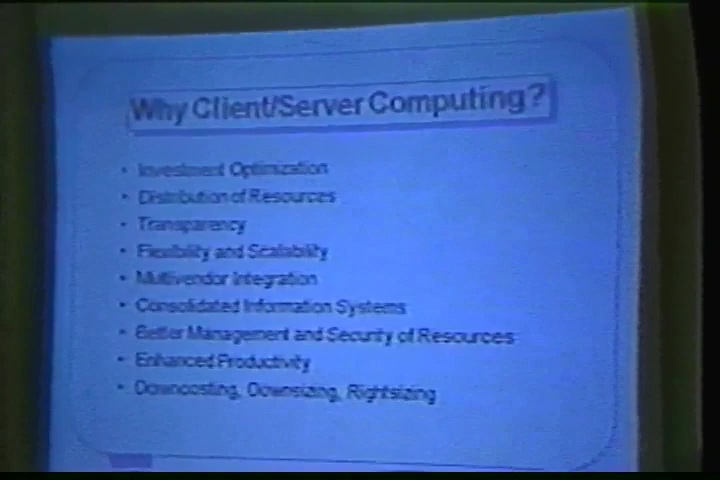 Why Client/Server Computing?
• Investment Optimization
• Distribution of Resources
• Transparency
• Flexibility and Scalability
• Multivendor Integration
• Consolidated Information Systems
• Better Management and Security of Resources
• Enhanced Productivity
• Downcosting, Downsizing, Rightsizing